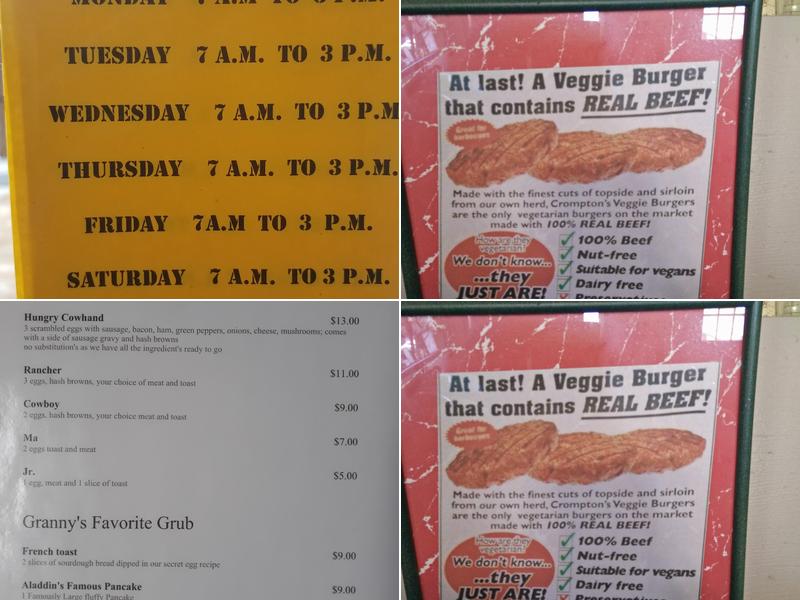 MONDAY 7 A.M TO 3 P.M.
TUESDAY 7 A.M. TO 3 P.M.
WEDNESDAY 7 A.M. TO 3 P.M
THURSDAY 7 A.M. TO 3 P.M.
FRIDAY 7A.M TO 3 P.M.
SATURDAY 7 A.M. TO 3 P.M.
At last! A Veggie Burger
that contains REAL BEEF!
Great for
barbecues
Made with the finest cuts of topside and sirloin
from our own herd, Crompton's Veggie Burgers
are the only vegetarian burgers on the market
made with 100% REAL BEEF!
How are they
vegetarian?
We don't know...
...they
JUST ARE!
100% Beef
Nut-free
Suitable for vegans
Dairy free
Preservatives
Hungry Cowhand $13.00
3 scrambled eggs with sausage, bacon, ham, green peppers, onions, cheese, mushrooms; comes
with a side of sausage gravy and hash browns
no substitution's as we have all the ingredient's ready to go
Rancher $11.00
3 eggs, hash browns, your choice of meat and toast
Cowboy $9.00
2 eggs, hash browns, your choice meat and toast
Ma $7.00
2 eggs toast and meat
Jr. $5.00
1 egg, meat and 1 slice of toast
Granny's Favorite Grub
French toast $9.00
2 slices of sourdough bread dipped in our secret egg recipe
Aladdin's Famous Pancake $9.00
1 Famously Large fluffy Pancake
At last! A Veggie Burger
that contains REAL BEEF!
Great for
barbecues
Made with the finest cuts of topside and sirloin
from our own herd, Crompton's Veggie Burgers
are the only vegetarian burgers on the market
made with 100% REAL BEEF!
How are they
vegetarian?
We don't know...
...they
JUST ARE!
100% Beef
Nut-free
Suitable for vegans
Dairy free
Preservatives